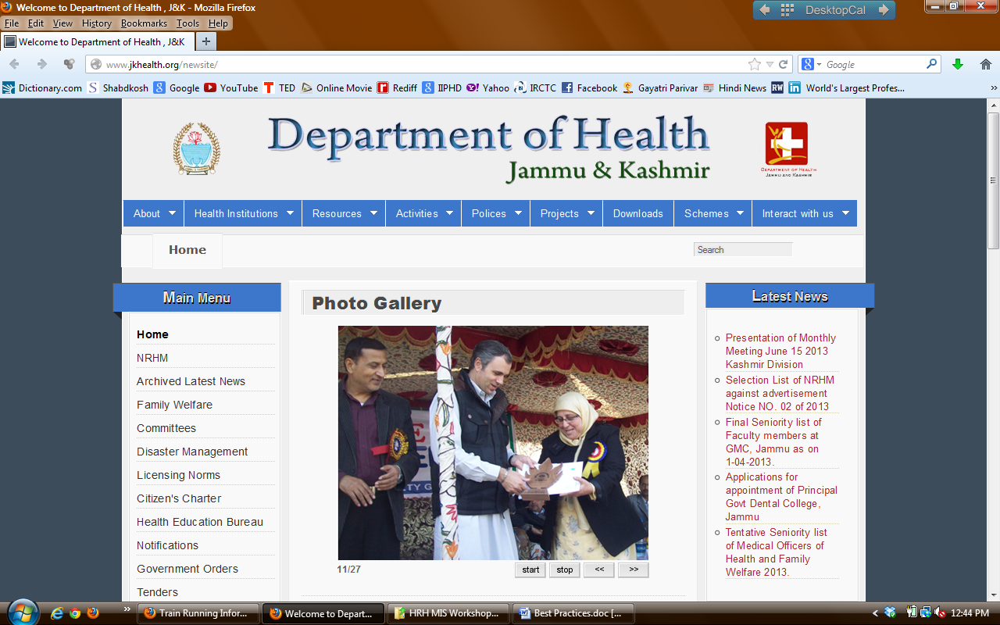 Welcome to Department of Health , J&K - Mozilla Firefox
DesktopCal
File Edit View History Bookmarks Tools Help
Welcome to Department of Health , J&K
www.jkhealth.org/newsite/
Google
Dictionary.com Shabdkosh Google YouTube TED Online Movie Rediff IIPHD Yahoo IRCTC Facebook Gayatri Parivar Hindi News RW World's Largest Profes... »
Department of Health
Jammu & Kashmir
DEPARTMENT OF HEALTH
JAMMU AND KASHMIR
About Health Institutions Resources Activities Polices Projects Downloads Schemes Interact with us
Home
Search
Main Menu
Home
NRHM
Archived Latest News
Family Welfare
Committees
Disaster Management
Licensing Norms
Citizen's Charter
Health Education Bureau
Notifications
Government Orders
Tenders
Photo Gallery
11/27
start stop << >>
Latest News
Presentation of Monthly
Meeting June 15 2013
Kashmir Division
Selection List of NRHM
against advertisement
Notice NO. 02 of 2013
Final Seniority list of
Faculty members at
GMC, Jammu as on
1-04-2013.
Applications for
appointment of Principal
Govt Dental College,
Jammu
Tentative Seniority list
of Medical Officers of
Health and Family
Welfare 2013.
» Train Running Infor... Welcome to Depart... HRH MIS Workshop... Best Practices.doc [... 12:44 PM